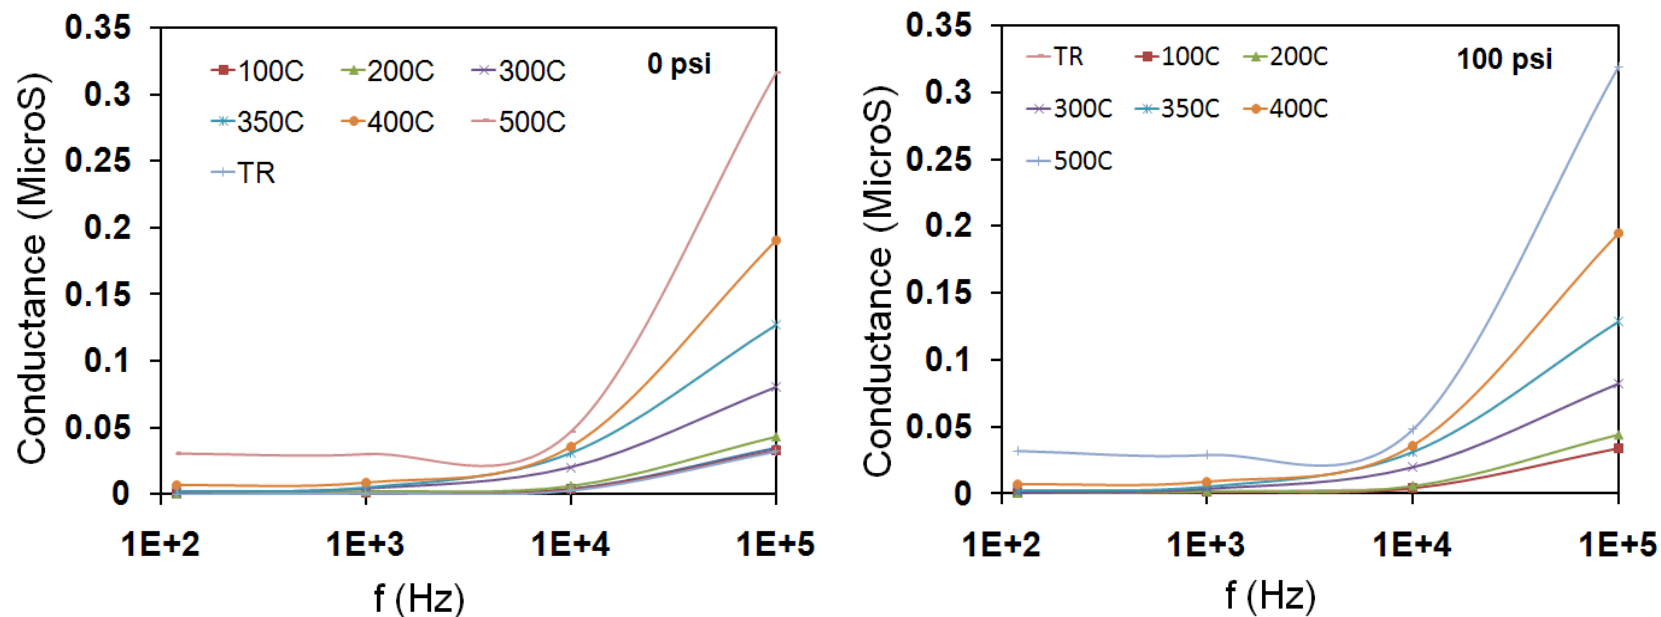 0.35
0.3
0.25
0.2
0.15
0.1
0.05
0
Conductance (MicroS)
100C 200C 300C
350C 400C 500C
TR
0 psi
1E+2 1E+3 1E+4 1E+5
f (Hz)
0.35
0.3
0.25
0.2
0.15
0.1
0.05
0
Conductance (MicroS)
TR 100C 200C
300C 350C 400C
500C
100 psi
1E+2 1E+3 1E+4 1E+5
f (Hz)